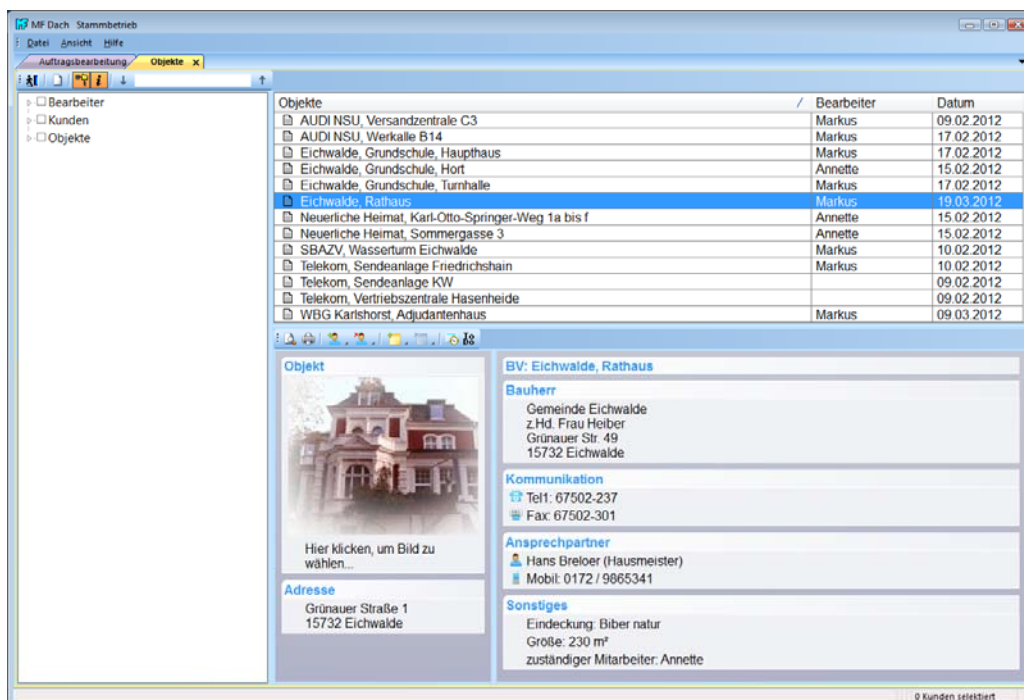 MF Dach Stammbetrieb
Datei Ansicht Hilfe
Auftragsbearbeitung Objekte x
Bearbeiter
Kunden
Objekte
Objekte / Bearbeiter Datum
AUDI NSU, Versandzentrale C3 Markus 09.02.2012
AUDI NSU, Werkalle B14 Markus 17.02.2012
Eichwalde, Grundschule, Haupthaus Markus 17.02.2012
Eichwalde, Grundschule, Hort Annette 15.02.2012
Eichwalde, Grundschule, Turnhalle Markus 17.02.2012
Eichwalde, Rathaus Markus 19.03.2012
Neuerliche Heimat, Karl-Otto-Springer-Weg 1a bis f Annette 15.02.2012
Neuerliche Heimat, Sommergasse 3 Annette 15.02.2012
SBAZV, Wasserturm Eichwalde Markus 10.02.2012
Telekom, Sendeanlage Friedrichshain Markus 10.02.2012
Telekom, Sendeanlage KW 09.02.2012
Telekom, Vertriebszentrale Hasenheide 09.02.2012
WBG Karlshorst, Adjudantenhaus Markus 09.03.2012
Objekt
Hier klicken, um Bild zu
wählen...
Adresse
Grünauer Straße 1
15732 Eichwalde
BV: Eichwalde, Rathaus
Bauherr
Gemeinde Eichwalde
z.Hd. Frau Heiber
Grünauer Str. 49
15732 Eichwalde
Kommunikation
Tel1: 67502-237
Fax: 67502-301
Ansprechpartner
Hans Breloer (Hausmeister)
Mobil: 0172 / 9865341
Sonstiges
Eindeckung: Biber natur
Größe: 230 m²
zuständiger Mitarbeiter: Annette
0 Kunden selektiert